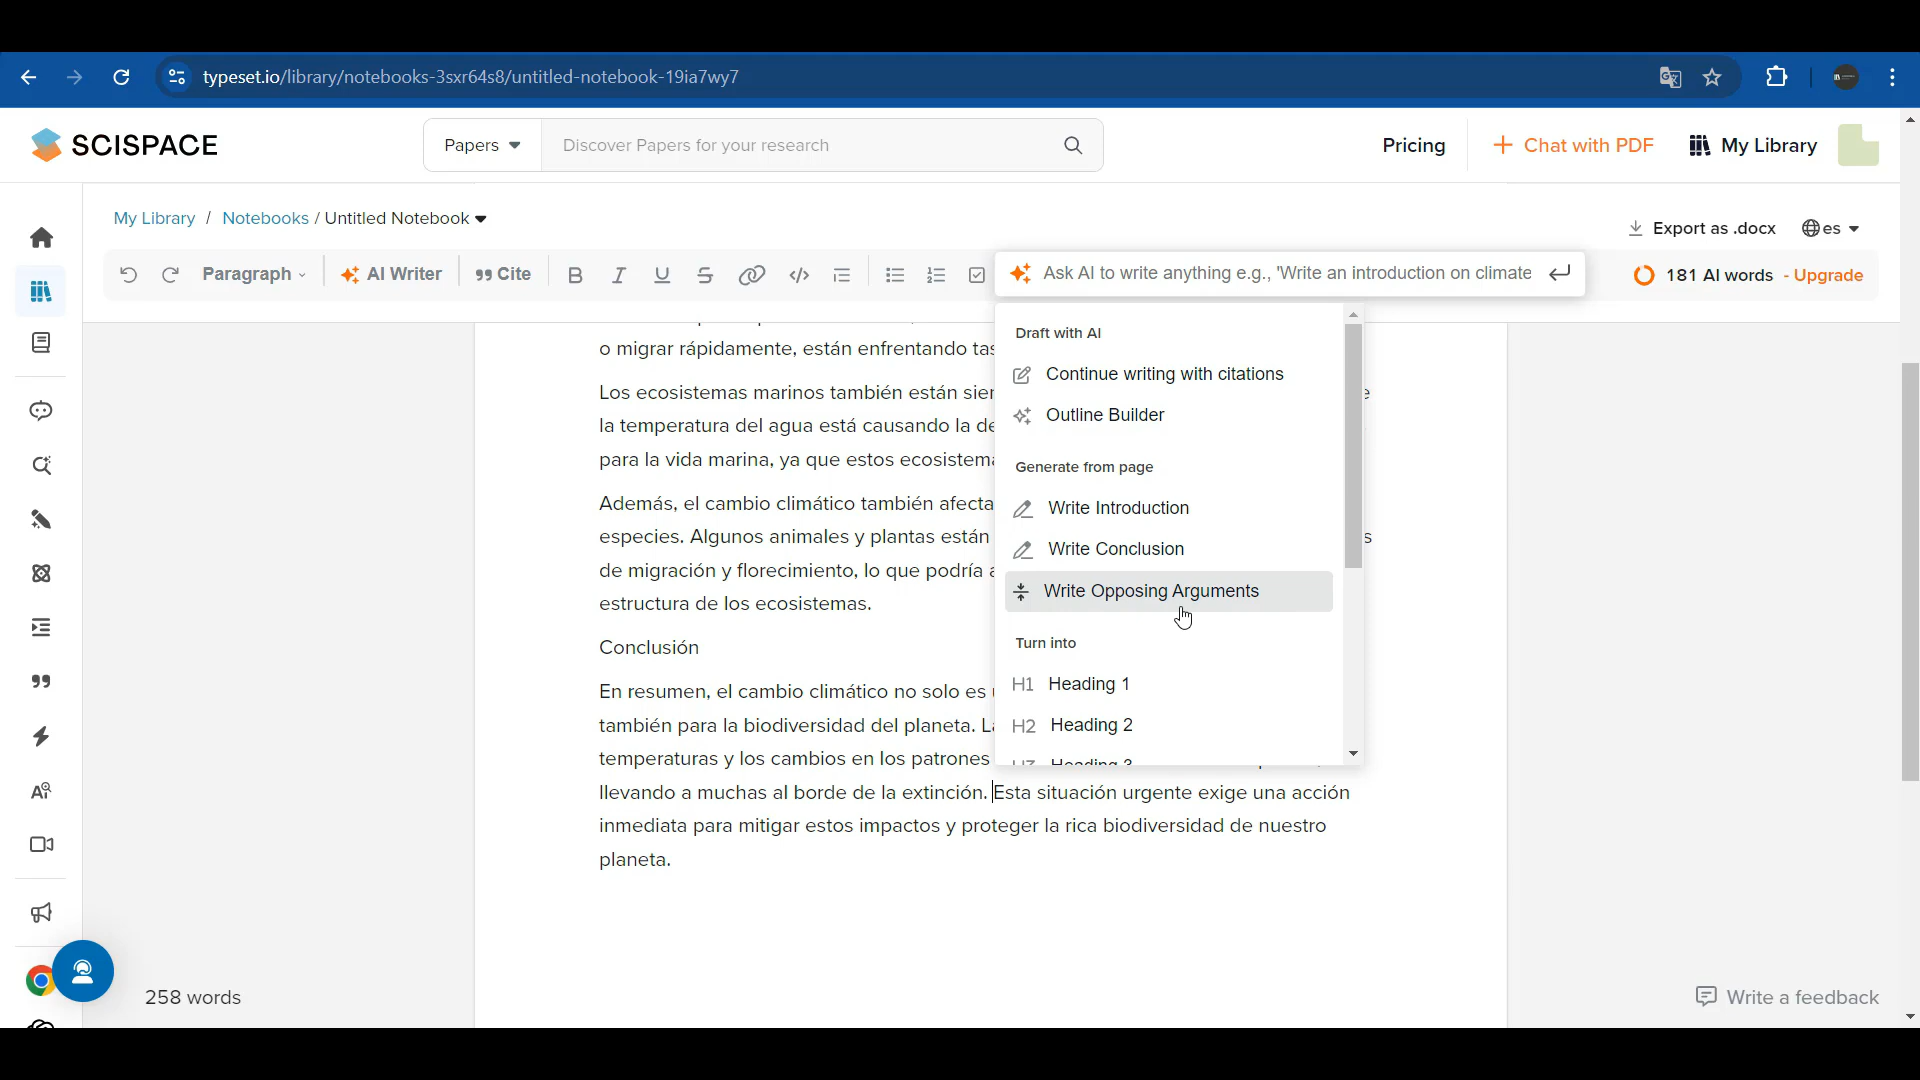 typeset.io/library/notebooks-3sxr64s8/untitled-notebook-19ia7wy7
SCISPACE
Papers
Discover Papers for your research
Pricing
Chat with PDF
My Library
My Library / Notebooks / Untitled Notebook
Export as .docx
es
Paragraph
AI Writer
Cite
Ask AI to write anything e.g., 'Write an introduction on climate
181 AI words - Upgrade
Draft with AI
Continue writing with citations
Outline Builder
Generate from page
Write Introduction
Write Conclusion
Write Opposing Arguments
Turn into
H1 Heading 1
H2 Heading 2
H3 Heading 3
o migrar rápidamente, están enfrentando
Los ecosistemas marinos también están
la temperatura del agua está causando la
para la vida marina, ya que estos
Además, el cambio climático también
especies. Algunos animales y plantas están
de migración y florecimiento, lo que podría
estructura de los ecosistemas.
Conclusión
En resumen, el cambio climático no solo es
también para la biodiversidad del planeta.
temperaturas y los cambios en los patrones
llevando a muchas al borde de la extinción. Esta situación urgente exige una acción
inmediata para mitigar estos impactos y proteger la rica biodiversidad de nuestro
planeta.
258 words
Write a feedback